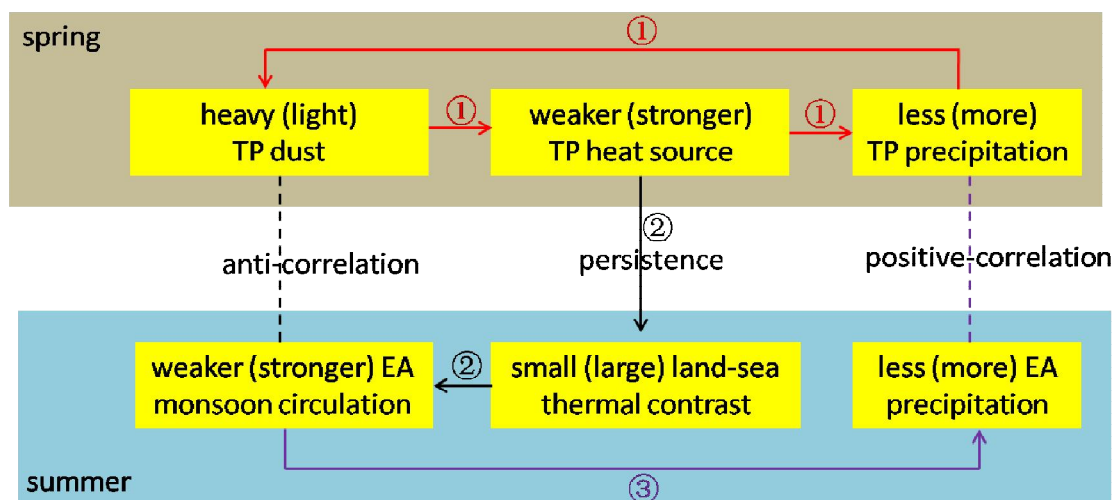 spring
①
heavy (light)
TP dust
①
weaker (stronger)
TP heat source
①
less (more)
TP precipitation
②
anti-correlation
persistence
positive-correlation
weaker (stronger) EA
monsoon circulation
②
small (large) land-sea
thermal contrast
less (more) EA
precipitation
summer
③